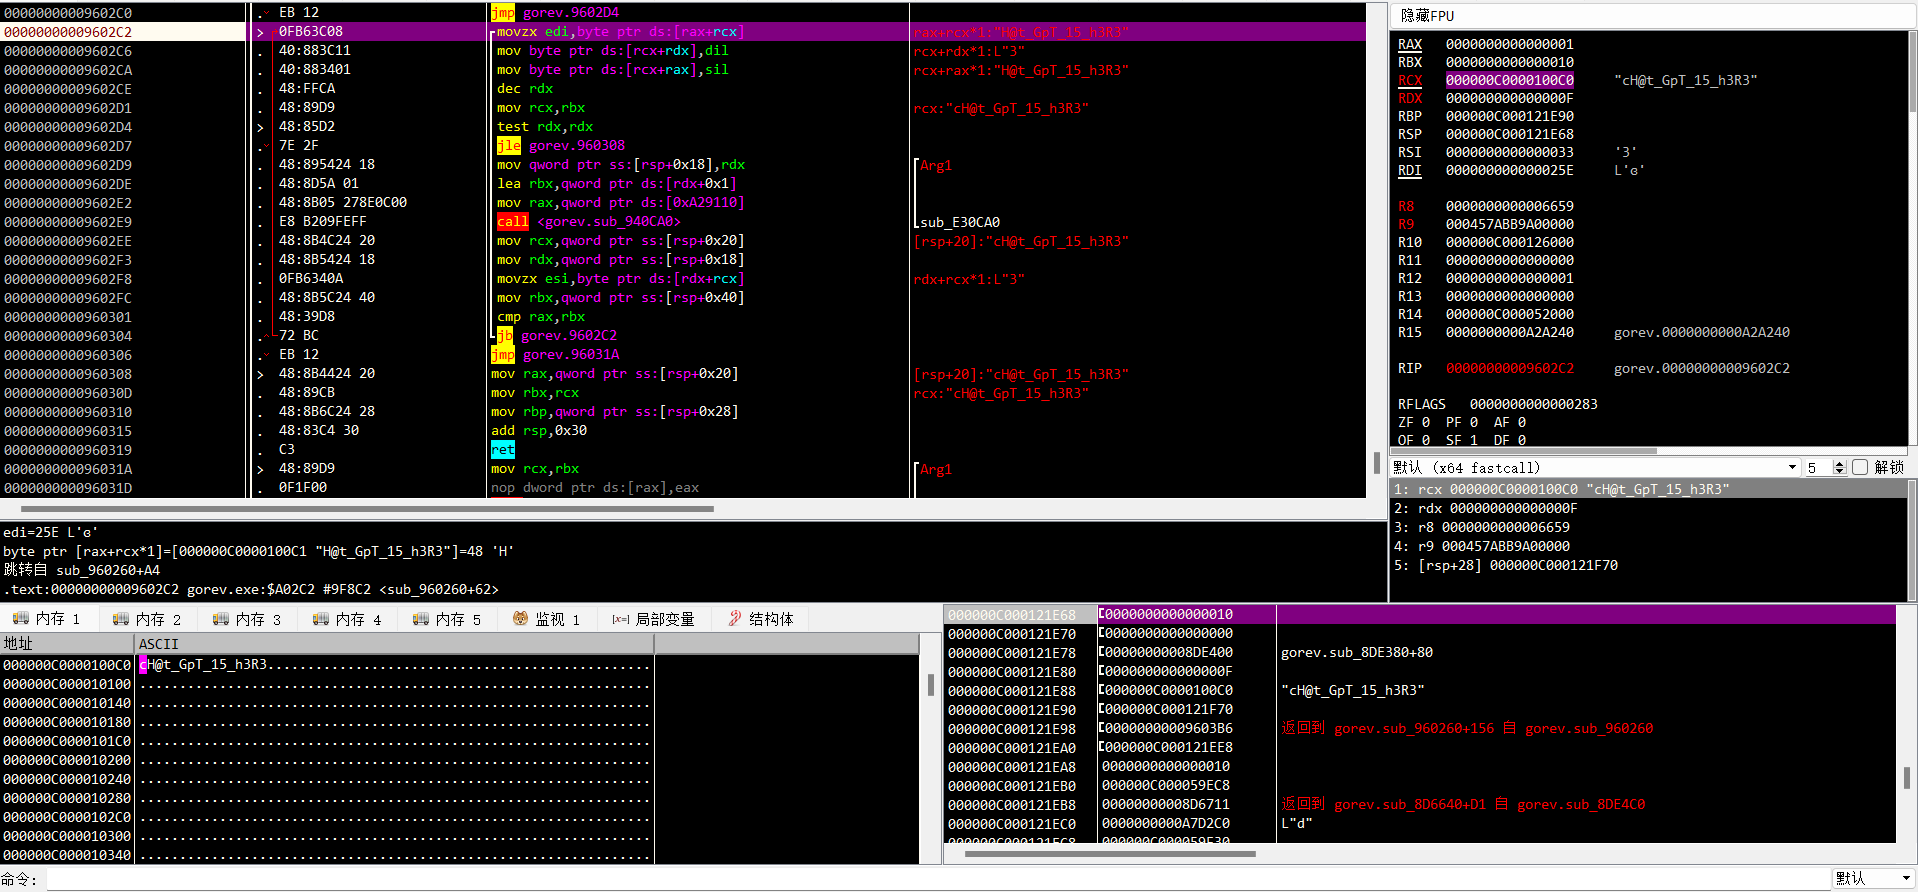 00000000009602C0 . EB 12 jmp gorev.9602D4
00000000009602C2 > 0FB63C08 movzx edi,byte ptr ds:[rax+rcx] rax+rcx*1:"H@t_GpT_15_h3R3"
00000000009602C6 . 40:883C11 mov byte ptr ds:[rcx+rdx],dil rcx+rdx*1:L"3"
00000000009602CA . 40:883401 mov byte ptr ds:[rcx+rax],sil rcx+rax*1:"H@t_GpT_15_h3R3"
00000000009602CE . 48:FFCA dec rdx
00000000009602D1 . 48:89D9 mov rcx,rbx rcx:"cH@t_GpT_15_h3R3"
00000000009602D4 > 48:85D2 test rdx,rdx
00000000009602D7 . 7E 2F jle gorev.960308
00000000009602D9 . 48:895424 18 mov qword ptr ss:[rsp+0x18],rdx Arg1
00000000009602DE . 48:8D5A 01 lea rbx,qword ptr ds:[rdx+0x1]
00000000009602E2 . 48:8B05 278E0C00 mov rax,qword ptr ds:[0xA29110]
00000000009602E9 . E8 B209FEFF call <gorev.sub_940CA0> sub_E30CA0
00000000009602EE . 48:8B4C24 20 mov rcx,qword ptr ss:[rsp+0x20] [rsp+20]:"cH@t_GpT_15_h3R3"
00000000009602F3 . 48:8B5424 18 mov rdx,qword ptr ss:[rsp+0x18]
00000000009602F8 . 0FB6340A movzx esi,byte ptr ds:[rdx+rcx] rdx+rcx*1:L"3"
00000000009602FC . 48:8B5C24 40 mov rbx,qword ptr ss:[rsp+0x40]
0000000000960301 . 48:39D8 cmp rax,rbx
0000000000960304 . 72 BC jb gorev.9602C2
0000000000960306 . EB 12 jmp gorev.96031A
0000000000960308 > 48:8B4424 20 mov rax,qword ptr ss:[rsp+0x20] [rsp+20]:"cH@t_GpT_15_h3R3"
000000000096030D . 48:89CB mov rbx,rcx rcx:"cH@t_GpT_15_h3R3"
0000000000960310 . 48:8B6C24 28 mov rbp,qword ptr ss:[rsp+0x28]
0000000000960315 . 48:83C4 30 add rsp,0x30
0000000000960319 . C3 ret
000000000096031A > 48:89D9 mov rcx,rbx Arg1
000000000096031D . 0F1F00 nop dword ptr ds:[rax],eax
隐藏FPU
RAX 0000000000000001
RBX 0000000000000010
RCX 000000C0000100C0 "cH@t_GpT_15_h3R3"
RDX 000000000000000F
RBP 000000C000121E90
RSP 000000C000121E68
RSI 0000000000000033 '3'
RDI 000000000000025E L'ɞ'
R8 0000000000006659
R9 000457ABB9A00000
R10 000000C000126000
R11 0000000000000000
R12 0000000000000001
R13 0000000000000000
R14 000000C000052000
R15 0000000000A2A240 gorev.0000000000A2A240
RIP 00000000009602C2 gorev.00000000009602C2
RFLAGS 0000000000000283
ZF 0 PF 0 AF 0
OF 0 SF 1 DF 0
默认 (x64 fastcall) 5 解锁
1: rcx 000000C0000100C0 "cH@t_GpT_15_h3R3"
2: rdx 000000000000000F
3: r8 0000000000006659
4: r9 000457ABB9A00000
5: [rsp+28] 000000C000121F70
edi=25E L'ɞ'
byte ptr [rax+rcx*1]=[000000C0000100C1 "H@t_GpT_15_h3R3"]=48 'H'
跳转自 sub_960260+A4
.text:00000000009602C2 gorev.exe:$A02C2 #9F8C2 <sub_960260+62>
内存 1 内存 2 内存 3 内存 4 内存 5 监视 1 [x=] 局部变量 结构体
地址 ASCII
000000C0000100C0 cH@t_GpT_15_h3R3................................................
000000C000010100 ................................................................
000000C000010140 ................................................................
000000C000010180 ................................................................
000000C0000101C0 ................................................................
000000C000010200 ................................................................
000000C000010240 ................................................................
000000C000010280 ................................................................
000000C0000102C0 ................................................................
000000C000010300 ................................................................
000000C000010340 ................................................................
000000C000121E68 0000000000000010
000000C000121E70 0000000000000000
000000C000121E78 00000000008DE400 gorev.sub_8DE380+80
000000C000121E80 000000000000000F
000000C000121E88 000000C0000100C0 "cH@t_GpT_15_h3R3"
000000C000121E90 000000C000121F70
000000C000121E98 00000000009603B6 返回到 gorev.sub_960260+156 自 gorev.sub_960260
000000C000121EA0 000000C000121EE8
000000C000121EA8 0000000000000010
000000C000121EB0 000000C000059EC8
000000C000121EB8 00000000008D6711 返回到 gorev.sub_8D6640+D1 自 gorev.sub_8DE4C0
000000C000121EC0 0000000000A7D2C0 L"d"
000000C000121EC8 000000C000059F30
命令: 默认